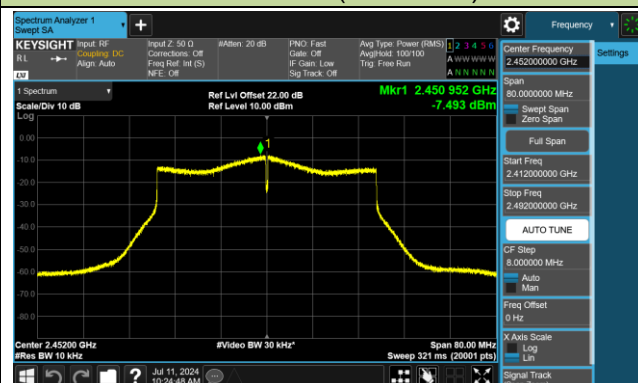 Spectrum Analyzer 1
Swept SA
Frequency
KEYSIGHT
R L
Input: RF
Coupling: DC
Align: Auto
Input Z: 50 Ω
Corrections: Off
Freq Ref: Int (S)
NFE: Off
#Atten: 20 dB
PNO: Fast
Gate: Off
IF Gain: Low
Sig Track: Off
Avg Type: Power (RMS)
Avg|Hold: 100/100
Trig: Free Run
1 2 3 4 5 6
A W W W W W
A N N N N N
Settings
Center Frequency
2.452000000 GHz
Span
80.0000000 MHz
Swept Span
Zero Span
Full Span
Start Freq
2.412000000 GHz
Stop Freq
2.492000000 GHz
AUTO TUNE
CF Step
8.000000 MHz
Auto
Man
Freq Offset
0 Hz
X Axis Scale
Log
Lin
Signal Track
1 Spectrum
Scale/Div 10 dB
Log
Ref Lvl Offset 22.00 dB
Ref Level 10.00 dBm
Mkr1 2.450 952 GHz
-7.493 dBm
1
0.00
-10.0
-20.0
-30.0
-40.0
-50.0
-60.0
-70.0
-80.0
Center 2.45200 GHz
#Res BW 10 kHz
#Video BW 30 kHz*
Span 80.00 MHz
Sweep 321 ms (20001 pts)
Jul 11, 2024
10:24:48 AM